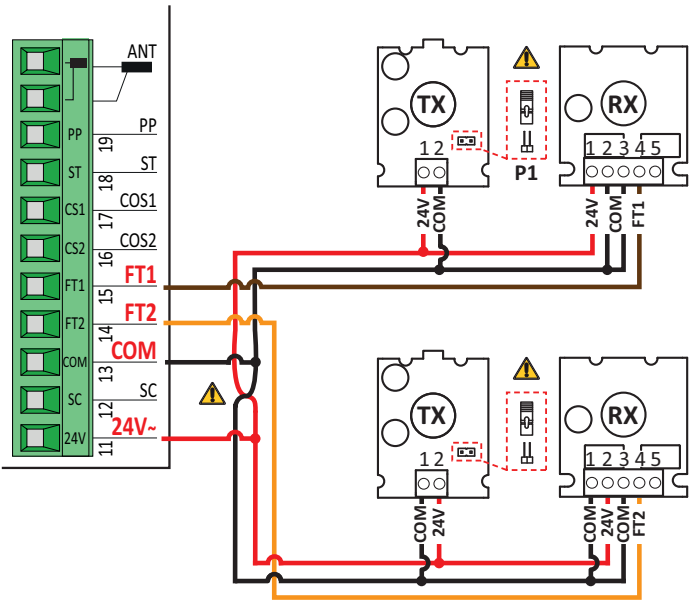 ANT
PP 19 PP
ST 18 ST
CS1 17 COS1
CS2 16 COS2
FT1 15 FT1
FT2 14 FT2
COM 13 COM
SC 12 SC
24V 11 24V~
TX
1 2
24V COM
P1
RX
1 2 3 4 5
24V COM FT1
TX
1 2
COM 24V
RX
1 2 3 4 5
COM 24V COM FT2